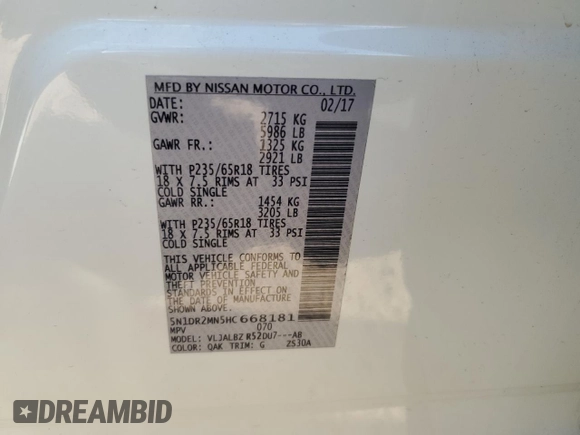 MFD BY NISSAN MOTOR CO., LTD.
DATE: 02/17
GVWR: 2715 KG
5986 LB
GAWR FR.: 1325 KG
2921 LB
WITH P235/65R18 TIRES
18 X 7.5 RIMS AT 33 PSI
COLD SINGLE
GAWR RR.: 1454 KG
3205 LB
WITH P235/65R18 TIRES
18 X 7.5 RIMS AT 33 PSI
COLD SINGLE
THIS VEHICLE CONFORMS TO
ALL APPLICABLE FEDERAL
MOTOR VEHICLE SAFETY AND
THEFT PREVENTION
STANDARDS IN EFFECT ON
THE DATE OF MANUFACTURE
SHOWN ABOVE.
5N1DR2MN5HC668181
MPV 070
MODEL: VLJALBZ R52DU7---AB
COLOR: QAK TRIM: G ZS30A
DREAMBID